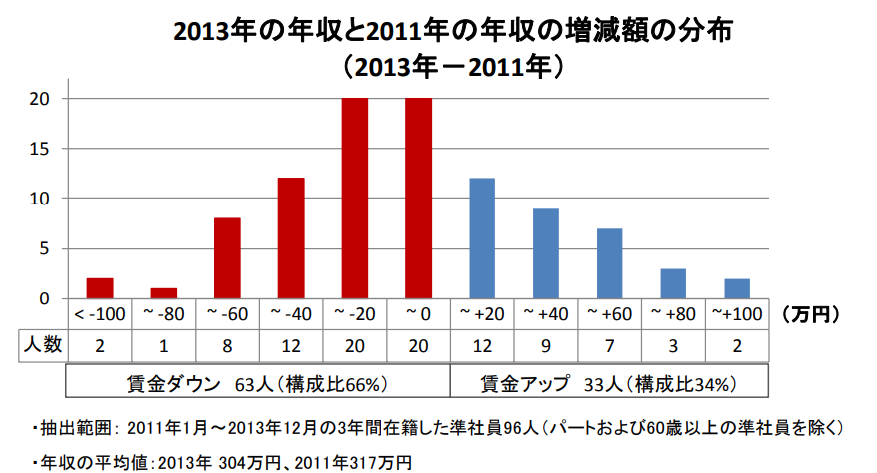 2013年の年収と2011年の年収の増減額の分布
（2013年－2011年）
20
15
10
5
0
< -100 ~ -80 ~ -60 ~ -40 ~ -20 ~ 0 ~ +20 ~ +40 ~ +60 ~ +80 ~+100 （万円）
人数 2 1 8 12 20 20 12 9 7 3 2
賃金ダウン 63人（構成比66%） 賃金アップ 33人（構成比34%）
・抽出範囲： 2011年1月～2013年12月の3年間在籍した準社員96人（パートおよび60歳以上の準社員を除く）
・年収の平均値：2013年 304万円、2011年317万円